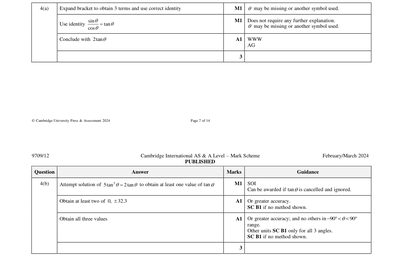 4(a) Expand bracket to obtain 3 terms and use correct identity M1 θ may be missing or another symbol used.
Use identity sinθ/cosθ = tanθ M1 Does not require any further explanation.
θ may be missing or another symbol used.
Conclude with 2tanθ A1 WWW
AG
3
© Cambridge University Press & Assessment 2024 Page 7 of 14
9709/12 Cambridge International AS & A Level – Mark Scheme February/March 2024
PUBLISHED
Question Answer Marks Guidance
4(b) Attempt solution of 5tan³θ = 2tanθ to obtain at least one value of tanθ M1 SOI
Can be awarded if tanθ is cancelled and ignored.
Obtain at least two of 0, ±32.3 A1 Or greater accuracy.
SC B1 if no method shown.
Obtain all three values A1 Or greater accuracy; and no others in −90° < θ < 90°
range.
Other units SC B1 only for all 3 angles.
SC B1 if no method shown.
3